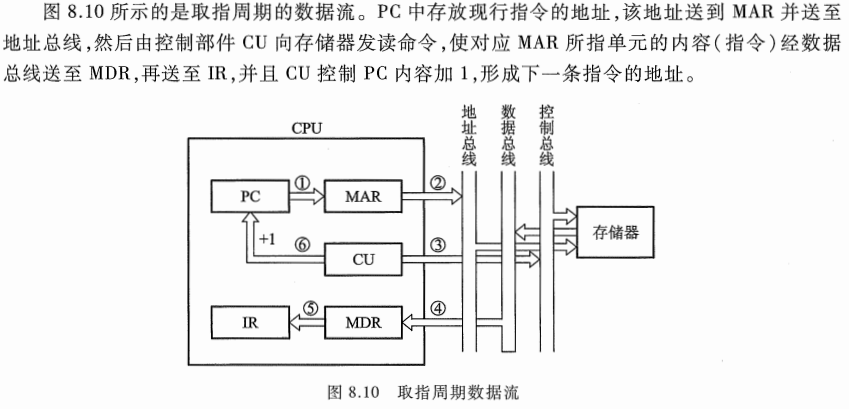 图 8.10 所示的是取指周期的数据流。PC 中存放现行指令的地址,该地址送到 MAR 并送至
地址总线,然后由控制部件 CU 向存储器发读命令,使对应 MAR 所指单元的内容(指令)经数据
总线送至 MDR,再送至 IR,并且 CU 控制 PC 内容加 1,形成下一条指令的地址。
CPU
地址总线
数据总线
控制总线
PC
①
MAR
②
+1
⑥
CU
③
存储器
IR
⑤
MDR
④
图 8.10 取指周期数据流